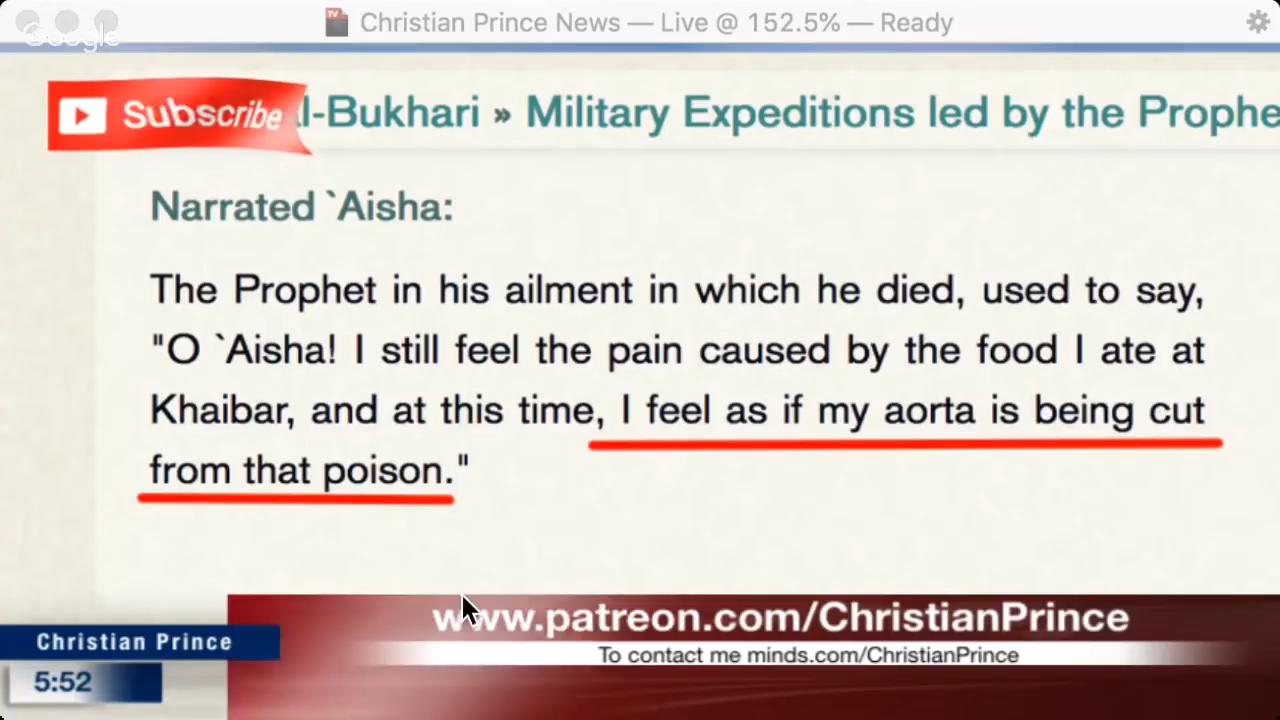 Christian Prince News — Live @ 152.5% — Ready
Google
Subscribe
l-Bukhari » Military Expeditions led by the Prophe
Narrated `Aisha:
The Prophet in his ailment in which he died, used to say,
"O `Aisha! I still feel the pain caused by the food I ate at
Khaibar, and at this time, I feel as if my aorta is being cut
from that poison."
www.patreon.com/ChristianPrince
Christian Prince
To contact me minds.com/ChristianPrince
5:52